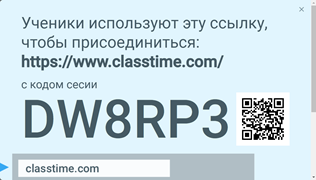 Ученики используют эту ссылку,
чтобы присоединиться:
https://www.classtime.com/
с кодом сесии
DW8RP3
classtime.com